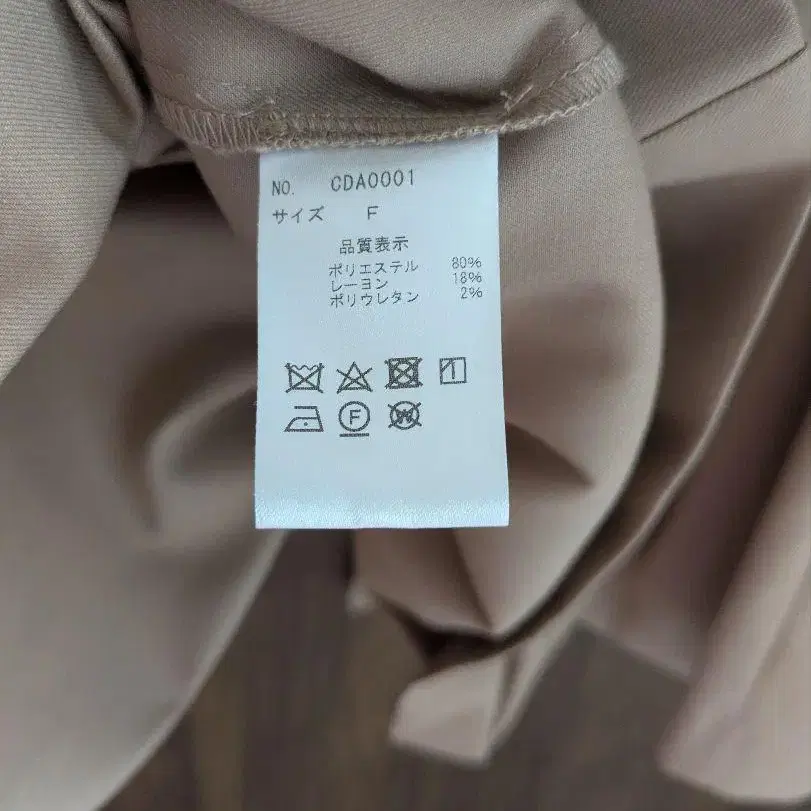 NO. CDA0001
サイズ F
品質表示
ポリエステル 80%
レーヨン 18%
ポリウレタン 2%
F W